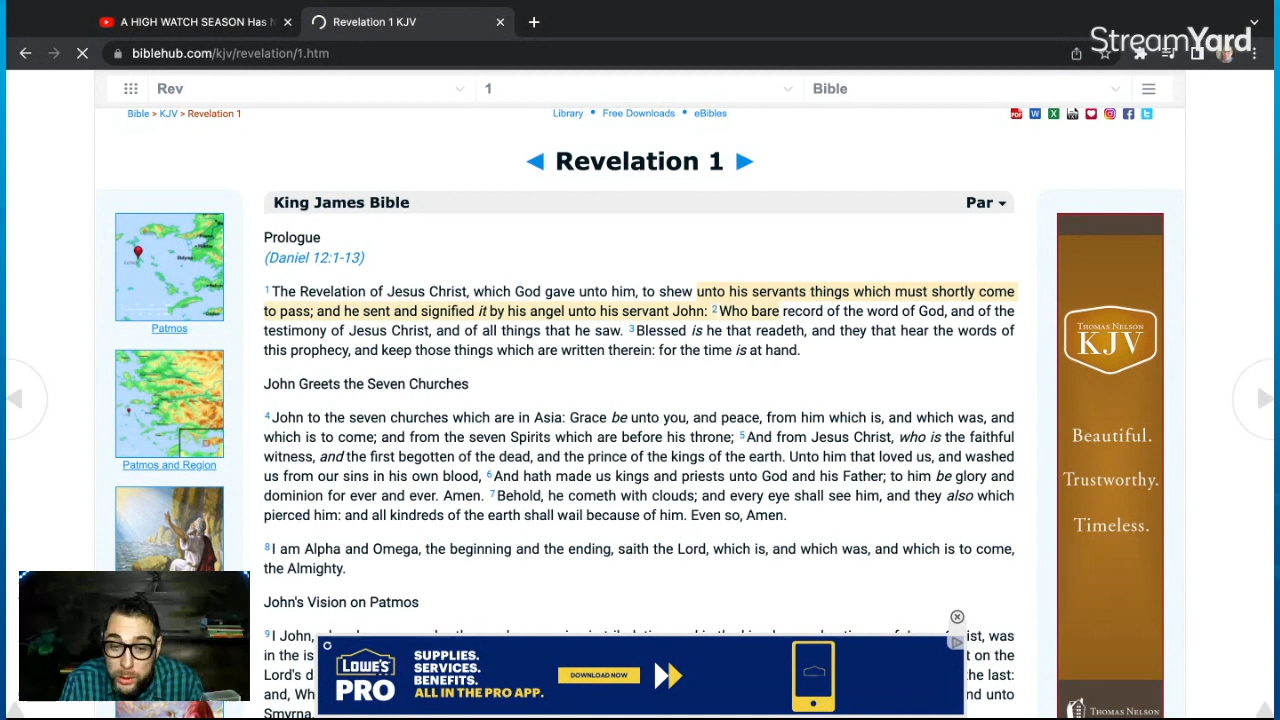 A HIGH WATCH SEASON Has
Revelation 1 KJV
StreamYard
biblehub.com/kjv/revelation/1.htm
Rev
1
Bible
Bible > KJV > Revelation 1
Library • Free Downloads • eBibles
Revelation 1
King James Bible
Par
Prologue
(Daniel 12:1-13)
1The Revelation of Jesus Christ, which God gave unto him, to shew unto his servants things which must shortly come
to pass; and he sent and signified it by his angel unto his servant John: 2Who bare record of the word of God, and of the
testimony of Jesus Christ, and of all things that he saw. 3Blessed is he that readeth, and they that hear the words of
this prophecy, and keep those things which are written therein: for the time is at hand.
John Greets the Seven Churches
4John to the seven churches which are in Asia: Grace be unto you, and peace, from him which is, and which was, and
which is to come; and from the seven Spirits which are before his throne; 5And from Jesus Christ, who is the faithful
witness, and the first begotten of the dead, and the prince of the kings of the earth. Unto him that loved us, and washed
us from our sins in his own blood, 6And hath made us kings and priests unto God and his Father; to him be glory and
dominion for ever and ever. Amen. 7Behold, he cometh with clouds; and every eye shall see him, and they also which
pierced him: and all kindreds of the earth shall wail because of him. Even so, Amen.
8I am Alpha and Omega, the beginning and the ending, saith the Lord, which is, and which was, and which is to come,
the Almighty.
John's Vision on Patmos
9I John,
ist, was
in the is
t on the
Lord's d
he last:
and, Wh
nd unto
Smyrna,
Patmos
Patmos and Region
THOMAS NELSON
KJV
Beautiful.
Trustworthy.
Timeless.
THOMAS NELSON
LOWE'S
PRO
SUPPLIES.
SERVICES.
BENEFITS.
ALL IN THE PRO APP.
DOWNLOAD NOW